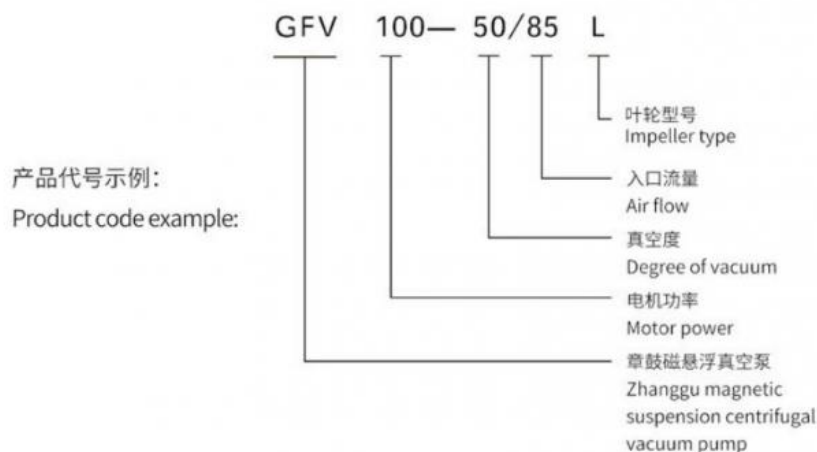 GFV 100— 50/85 L
叶轮型号
Impeller type
产品代号示例：
Product code example:
入口流量
Air flow
真空度
Degree of vacuum
电机功率
Motor power
章鼓磁悬浮真空泵
Zhanggu magnetic
suspension centrifugal
vacuum pump